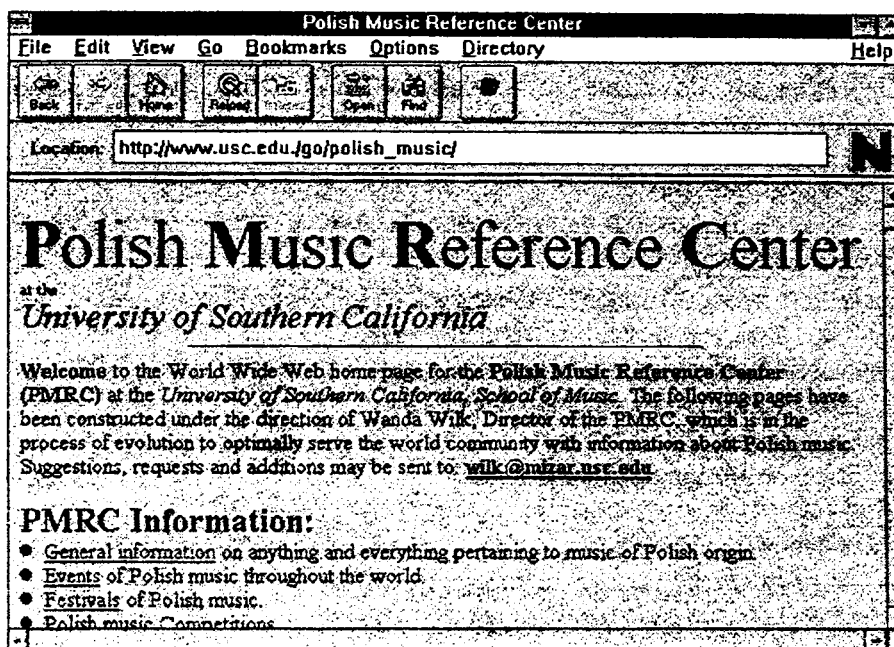 Polish Music Reference Center
File Edit View Go Bookmarks Options Directory Help
Back Home Reload Open Find
Location: http://www.usc.edu./go/polish_music/
N
Polish Music Reference Center
at the
University of Southern California
Welcome to the World Wide Web home page for the Polish Music Reference Center
(PMRC) at the University of Southern California, School of Music. The following pages have
been constructed under the direction of Wanda Wilk, Director of the PMRC, which is in the
process of evolution to optimally serve the world community with information about Polish music.
Suggestions, requests and additions may be sent to: wilk@mizar.usc.edu.
PMRC Information:
General information on anything and everything pertaining to music of Polish origin.
Events of Polish music throughout the world.
Festivals of Polish music.
Polish music Competitions